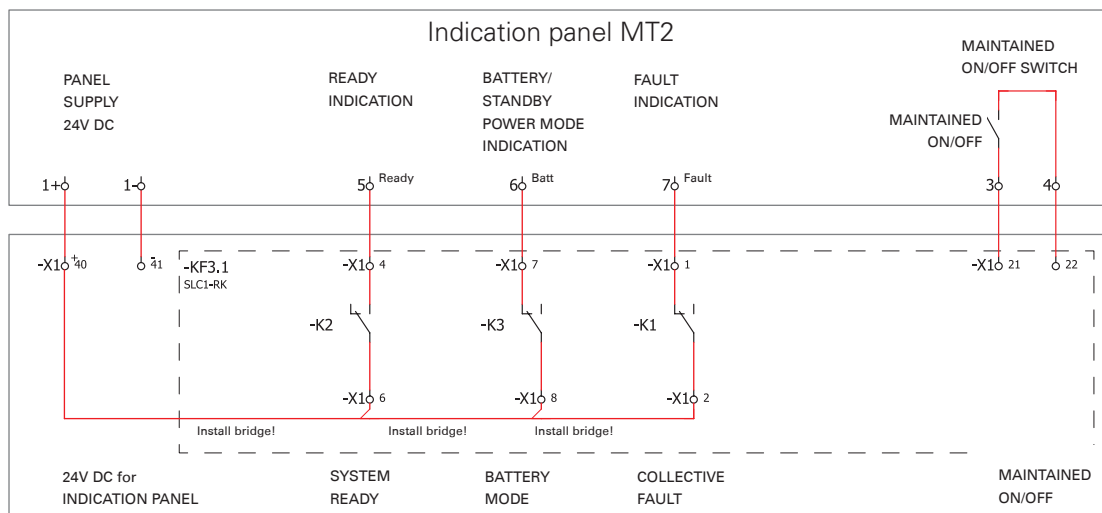 Indication panel MT2
PANEL
SUPPLY
24V DC
READY
INDICATION
BATTERY/
STANDBY
POWER MODE
INDICATION
FAULT
INDICATION
MAINTAINED
ON/OFF SWITCH
MAINTAINED
ON/OFF
1+
1-
5 Ready
6 Batt
7 Fault
3
4
-X1 + 40
- 41
-KF3.1
SLC1-RK
-X1 4
-X1 7
-X1 1
-X1 21
22
-K2
-K3
-K1
-X1 6
-X1 8
-X1 2
Install bridge!
Install bridge!
Install bridge!
24V DC for
INDICATION PANEL
SYSTEM
READY
BATTERY
MODE
COLLECTIVE
FAULT
MAINTAINED
ON/OFF